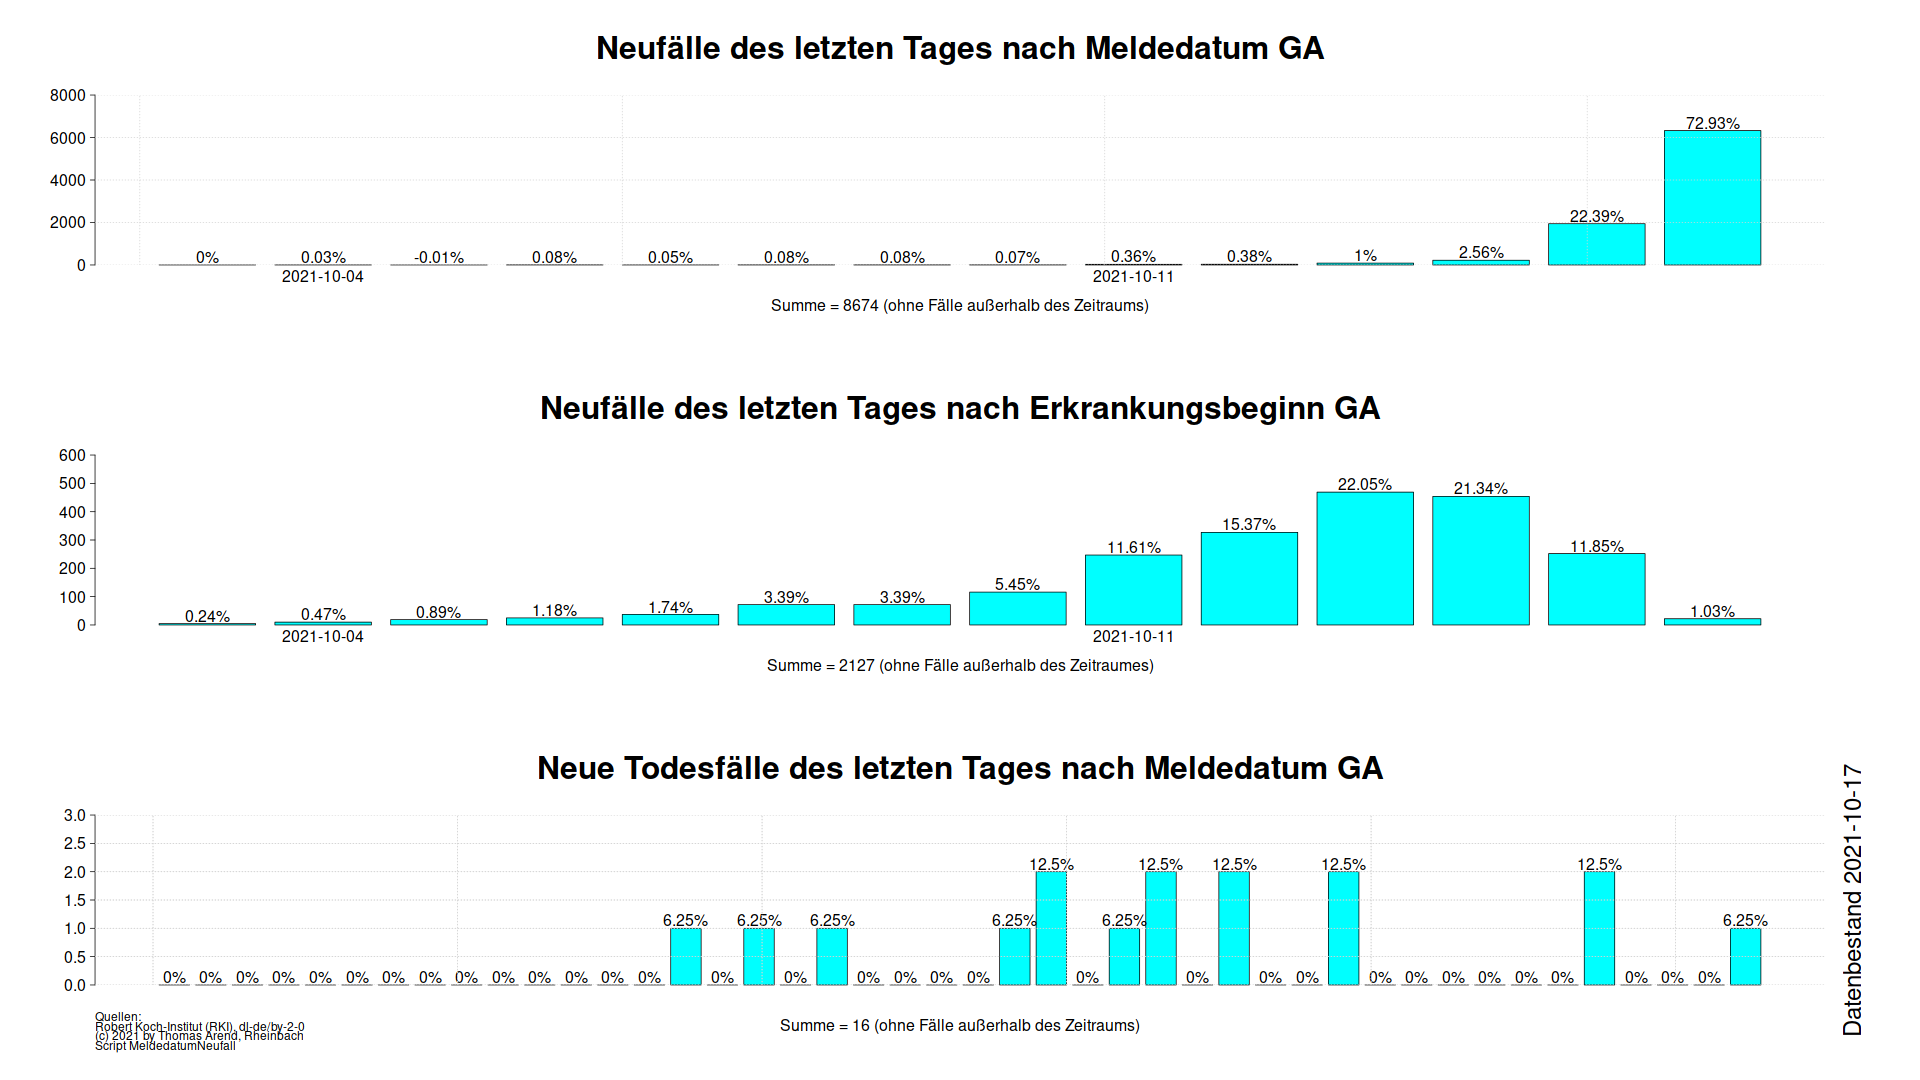 Neufälle des letzten Tages nach Meldedatum GA
8000
6000
4000
2000
0
0% 0.03% -0.01% 0.08% 0.05% 0.08% 0.08% 0.07% 0.36% 0.38% 1% 2.56% 22.39% 72.93%
2021-10-04 2021-10-11
Summe = 8674 (ohne Fälle außerhalb des Zeitraums)
Neufälle des letzten Tages nach Erkrankungsbeginn GA
600
500
400
300
200
100
0
0.24% 0.47% 0.89% 1.18% 1.74% 3.39% 3.39% 5.45% 11.61% 15.37% 22.05% 21.34% 11.85% 1.03%
2021-10-04 2021-10-11
Summe = 2127 (ohne Fälle außerhalb des Zeitraumes)
Neue Todesfälle des letzten Tages nach Meldedatum GA
3.0
2.5
2.0
1.5
1.0
0.5
0.0
0% 0% 0% 0% 0% 0% 0% 0% 0% 0% 0% 0% 0% 0% 6.25% 0% 6.25% 0% 6.25% 0% 0% 0% 0% 6.25% 12.5% 0% 6.25% 12.5% 0% 12.5% 0% 0% 12.5% 0% 0% 0% 0% 0% 0% 12.5% 0% 0% 0% 6.25%
Summe = 16 (ohne Fälle außerhalb des Zeitraums)
Quellen:
Robert Koch-Institut (RKI), dl-de/by-2-0
(c) 2021 by Thomas Arend, Rheinbach
Script MeldedatumNeufall
Datenbestand 2021-10-17